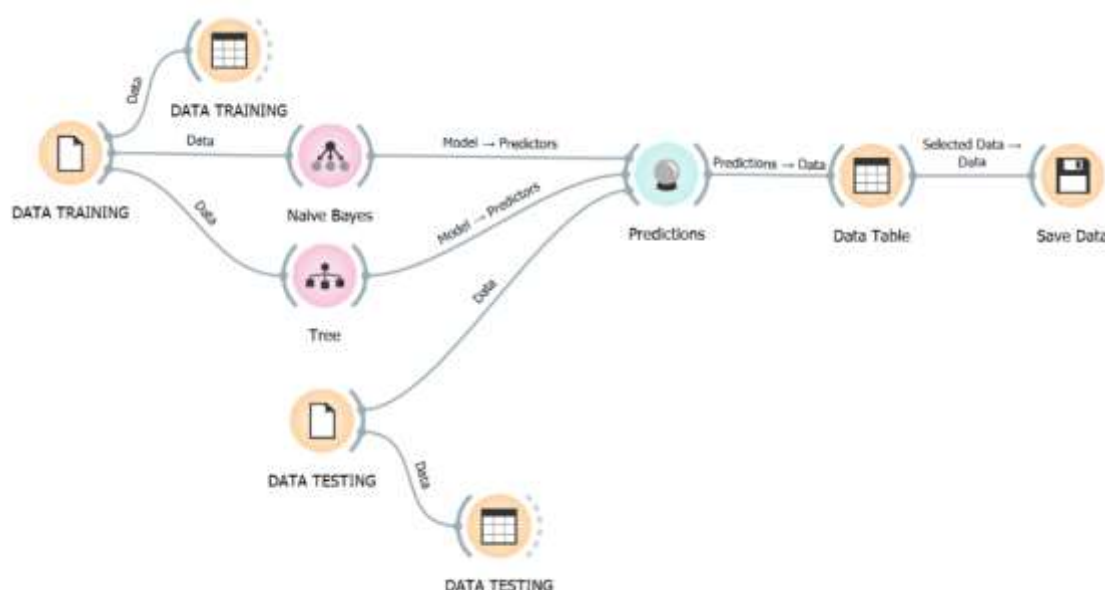 Data
DATA TRAINING
Data
Model → Predictors
Selected Data →
Data
Predictions → Data
DATA TRAINING
Naive Bayes
Data
Model → Predictors
Predictions
Data Table
Save Data
Data
Tree
DATA TESTING
Data
DATA TESTING